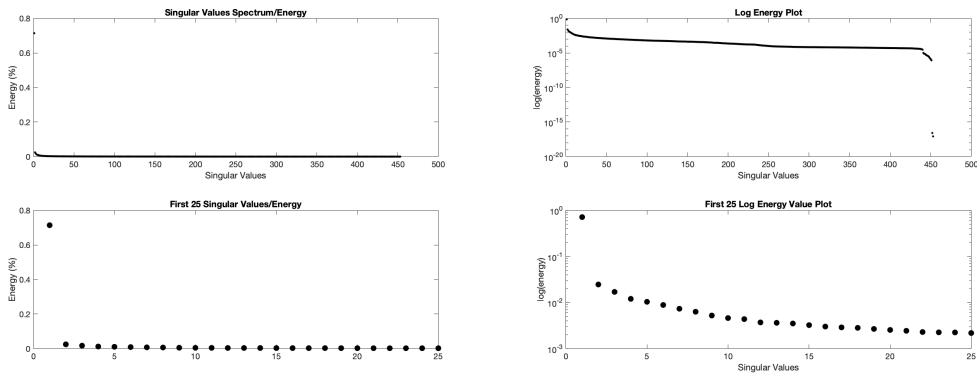 Singular Values Spectrum/Energy
0.8
0.6
0.4
0.2
0
Energy (%)
0 50 100 150 200 250 300 350 400 450 500
Singular Values
Log Energy Plot
10^0
10^-5
10^-10
10^-15
10^-20
log(energy)
0 50 100 150 200 250 300 350 400 450 500
Singular Values
First 25 Singular Values/Energy
0.8
0.6
0.4
0.2
0
Energy (%)
0 5 10 15 20 25
First 25 Log Energy Value Plot
10^0
10^-1
10^-2
10^-3
log(energy)
0 5 10 15 20 25
Singular Values